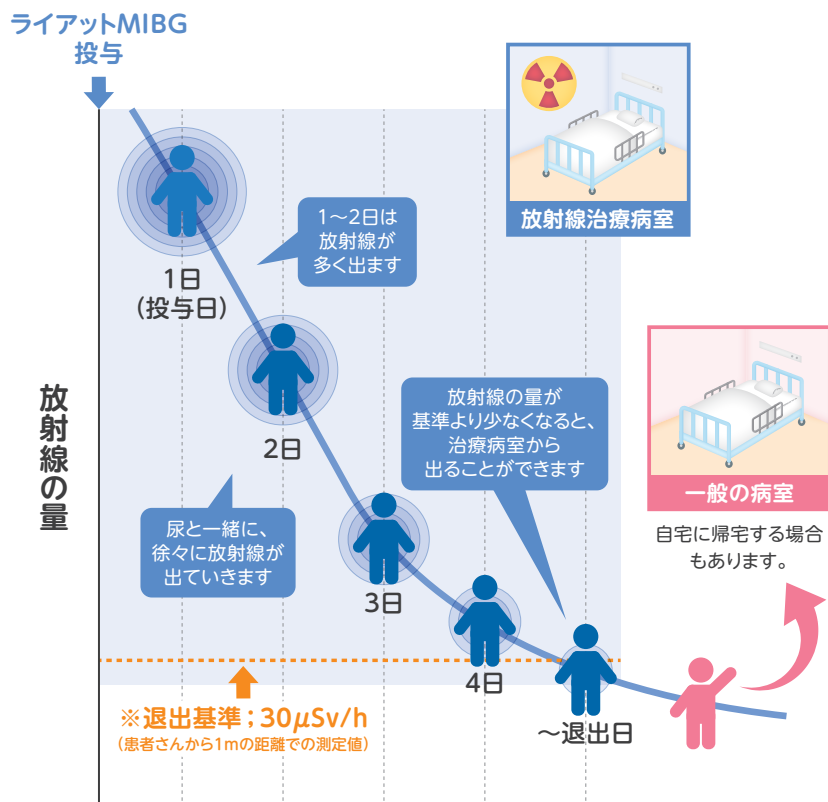 ライアットMIBG
投与
放射線治療病室
1〜2日は
放射線が
多く出ます
1日
(投与日)
2日
放射線の量が
基準より少なくなると、
治療病室から
出ることができます
放射線の量
一般の病室
自宅に帰宅する場合
もあります。
尿と一緒に、
徐々に放射線が
出ていきます
3日
4日
※退出基準；30μSv/h
(患者さんから1mの距離での測定値)
〜退出日